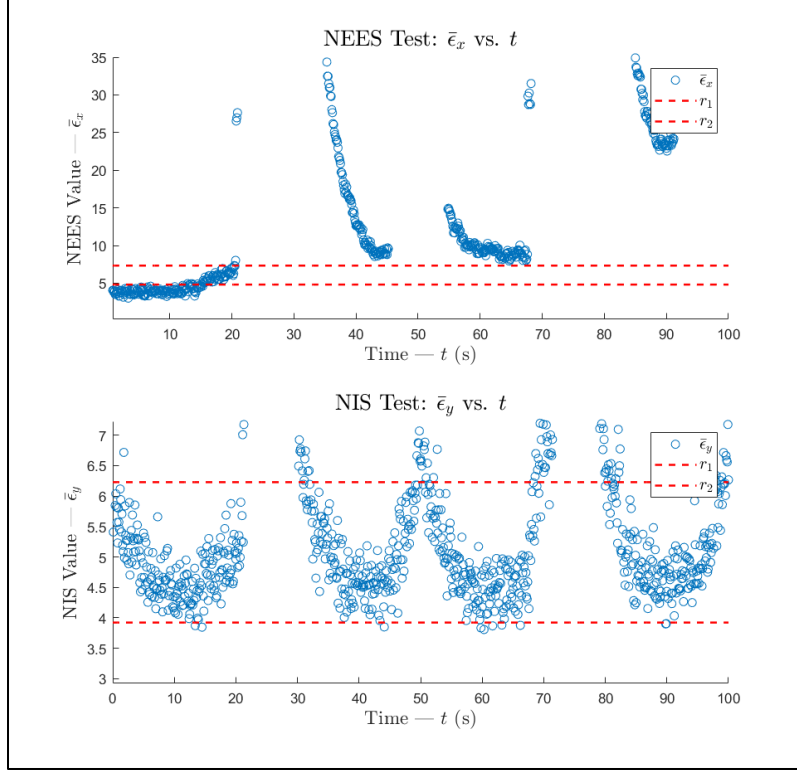 NEES Test: ε̄ₓ vs. t
35
30
25
20
15
10
5
NEES Value — ε̄ₓ
10 20 30 40 50 60 70 80 90 100
Time — t (s)
ε̄ₓ
r₁
r₂
NIS Test: ε̄ᵧ vs. t
7
6.5
6
5.5
5
4.5
4
3.5
3
NIS Value — ε̄ᵧ
0 10 20 30 40 50 60 70 80 90 100
Time — t (s)
ε̄ᵧ
r₁
r₂